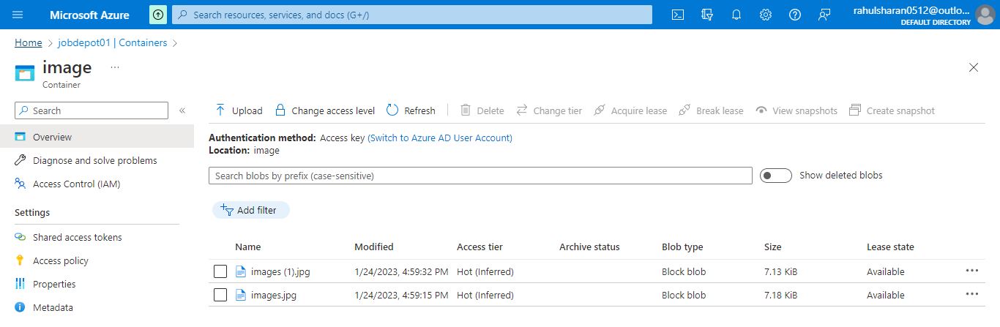 Microsoft Azure
Search resources, services, and docs (G+/)
rahulsharan0512@outlo...
DEFAULT DIRECTORY
Home > jobdepot01 | Containers >
image ...
Container
Search
«
Upload Change access level Refresh Delete Change tier Acquire lease Break lease View snapshots Create snapshot
Overview
Diagnose and solve problems
Access Control (IAM)
Settings
Shared access tokens
Access policy
Properties
Metadata
Authentication method: Access key (Switch to Azure AD User Account)
Location: image
Search blobs by prefix (case-sensitive)
Show deleted blobs
Add filter
Name Modified Access tier Archive status Blob type Size Lease state
images (1).jpg 1/24/2023, 4:59:32 PM Hot (Inferred) Block blob 7.13 KiB Available ...
images.jpg 1/24/2023, 4:59:15 PM Hot (Inferred) Block blob 7.18 KiB Available ...